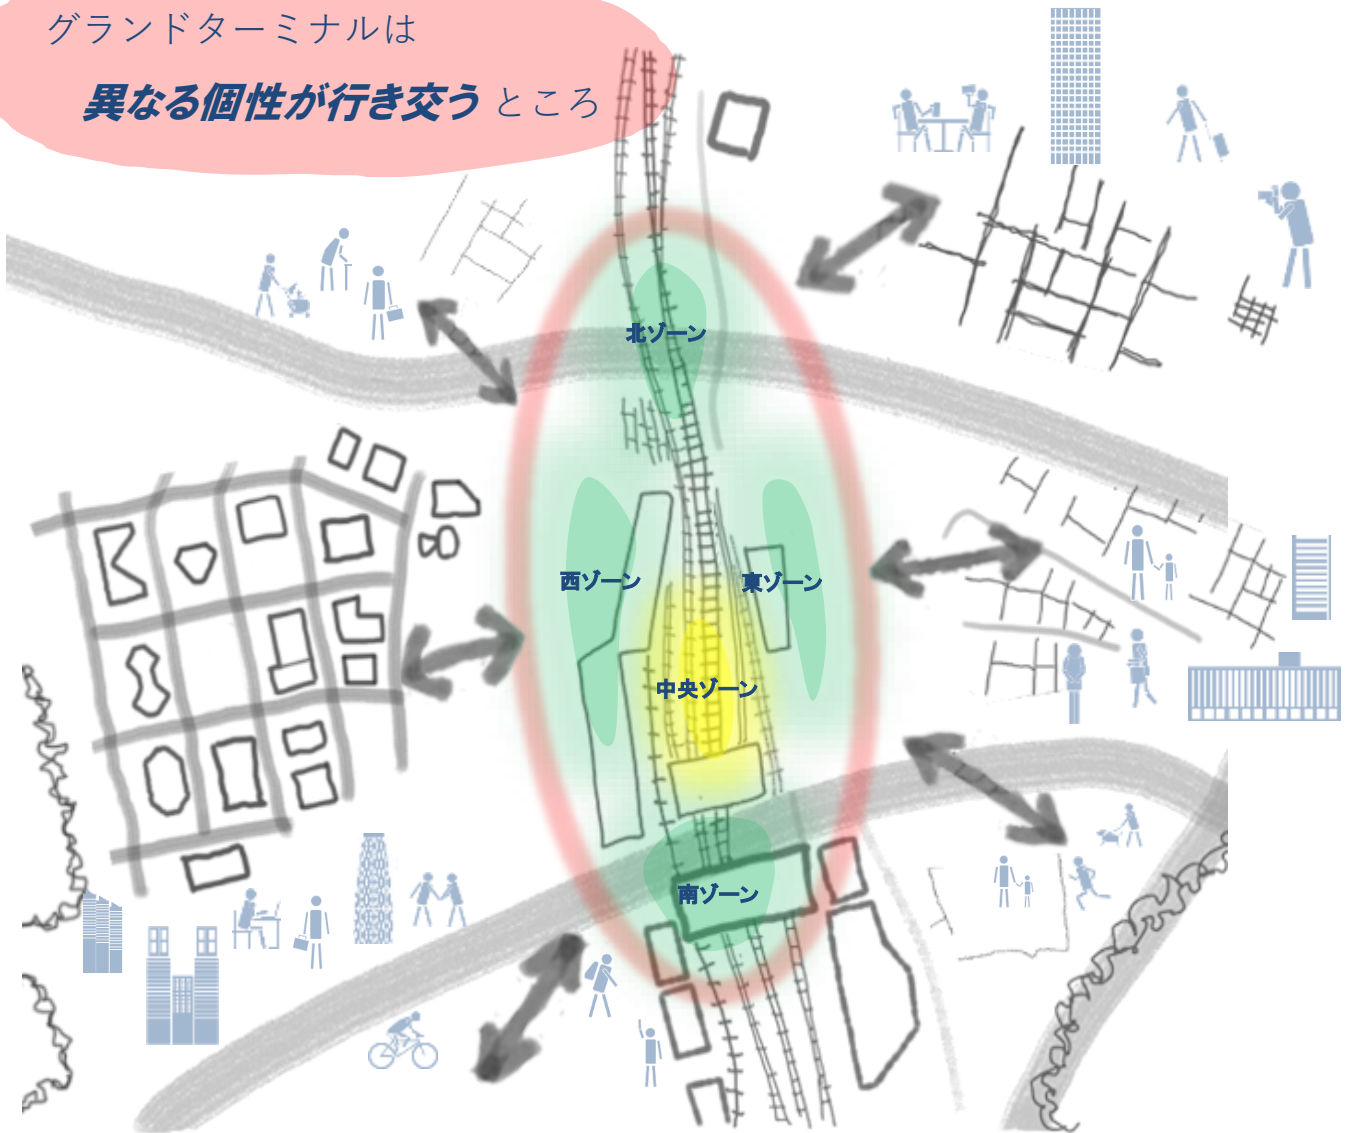 グランドターミナルは
異なる個性が行き交う ところ
北ゾーン
西ゾーン
東ゾーン
中央ゾーン
南ゾーン